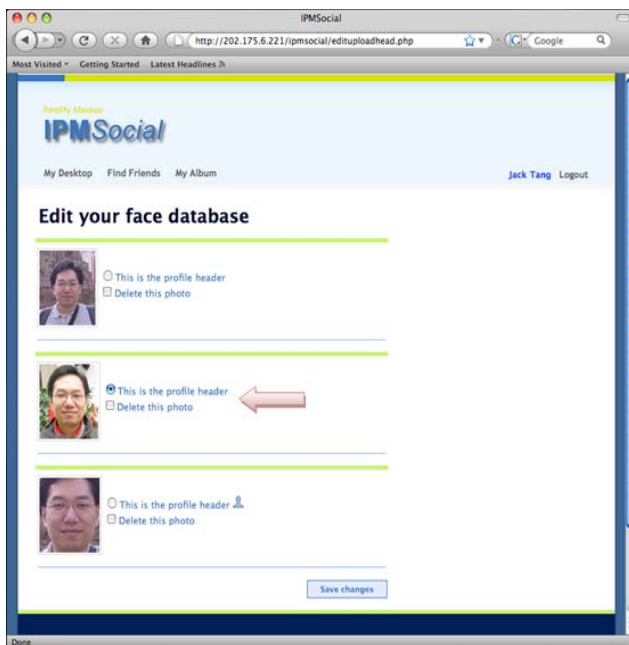 IPMSocial
http://202.175.6.221/ipmsocial/edituploadhead.php
Google
Most Visited
Getting Started
Latest Headlines
Reality Medias
IPMSocial
My Desktop Find Friends My Album
Jack Tang Logout
Edit your face database
This is the profile header
Delete this photo
This is the profile header
Delete this photo
This is the profile header
Delete this photo
Save changes
Done